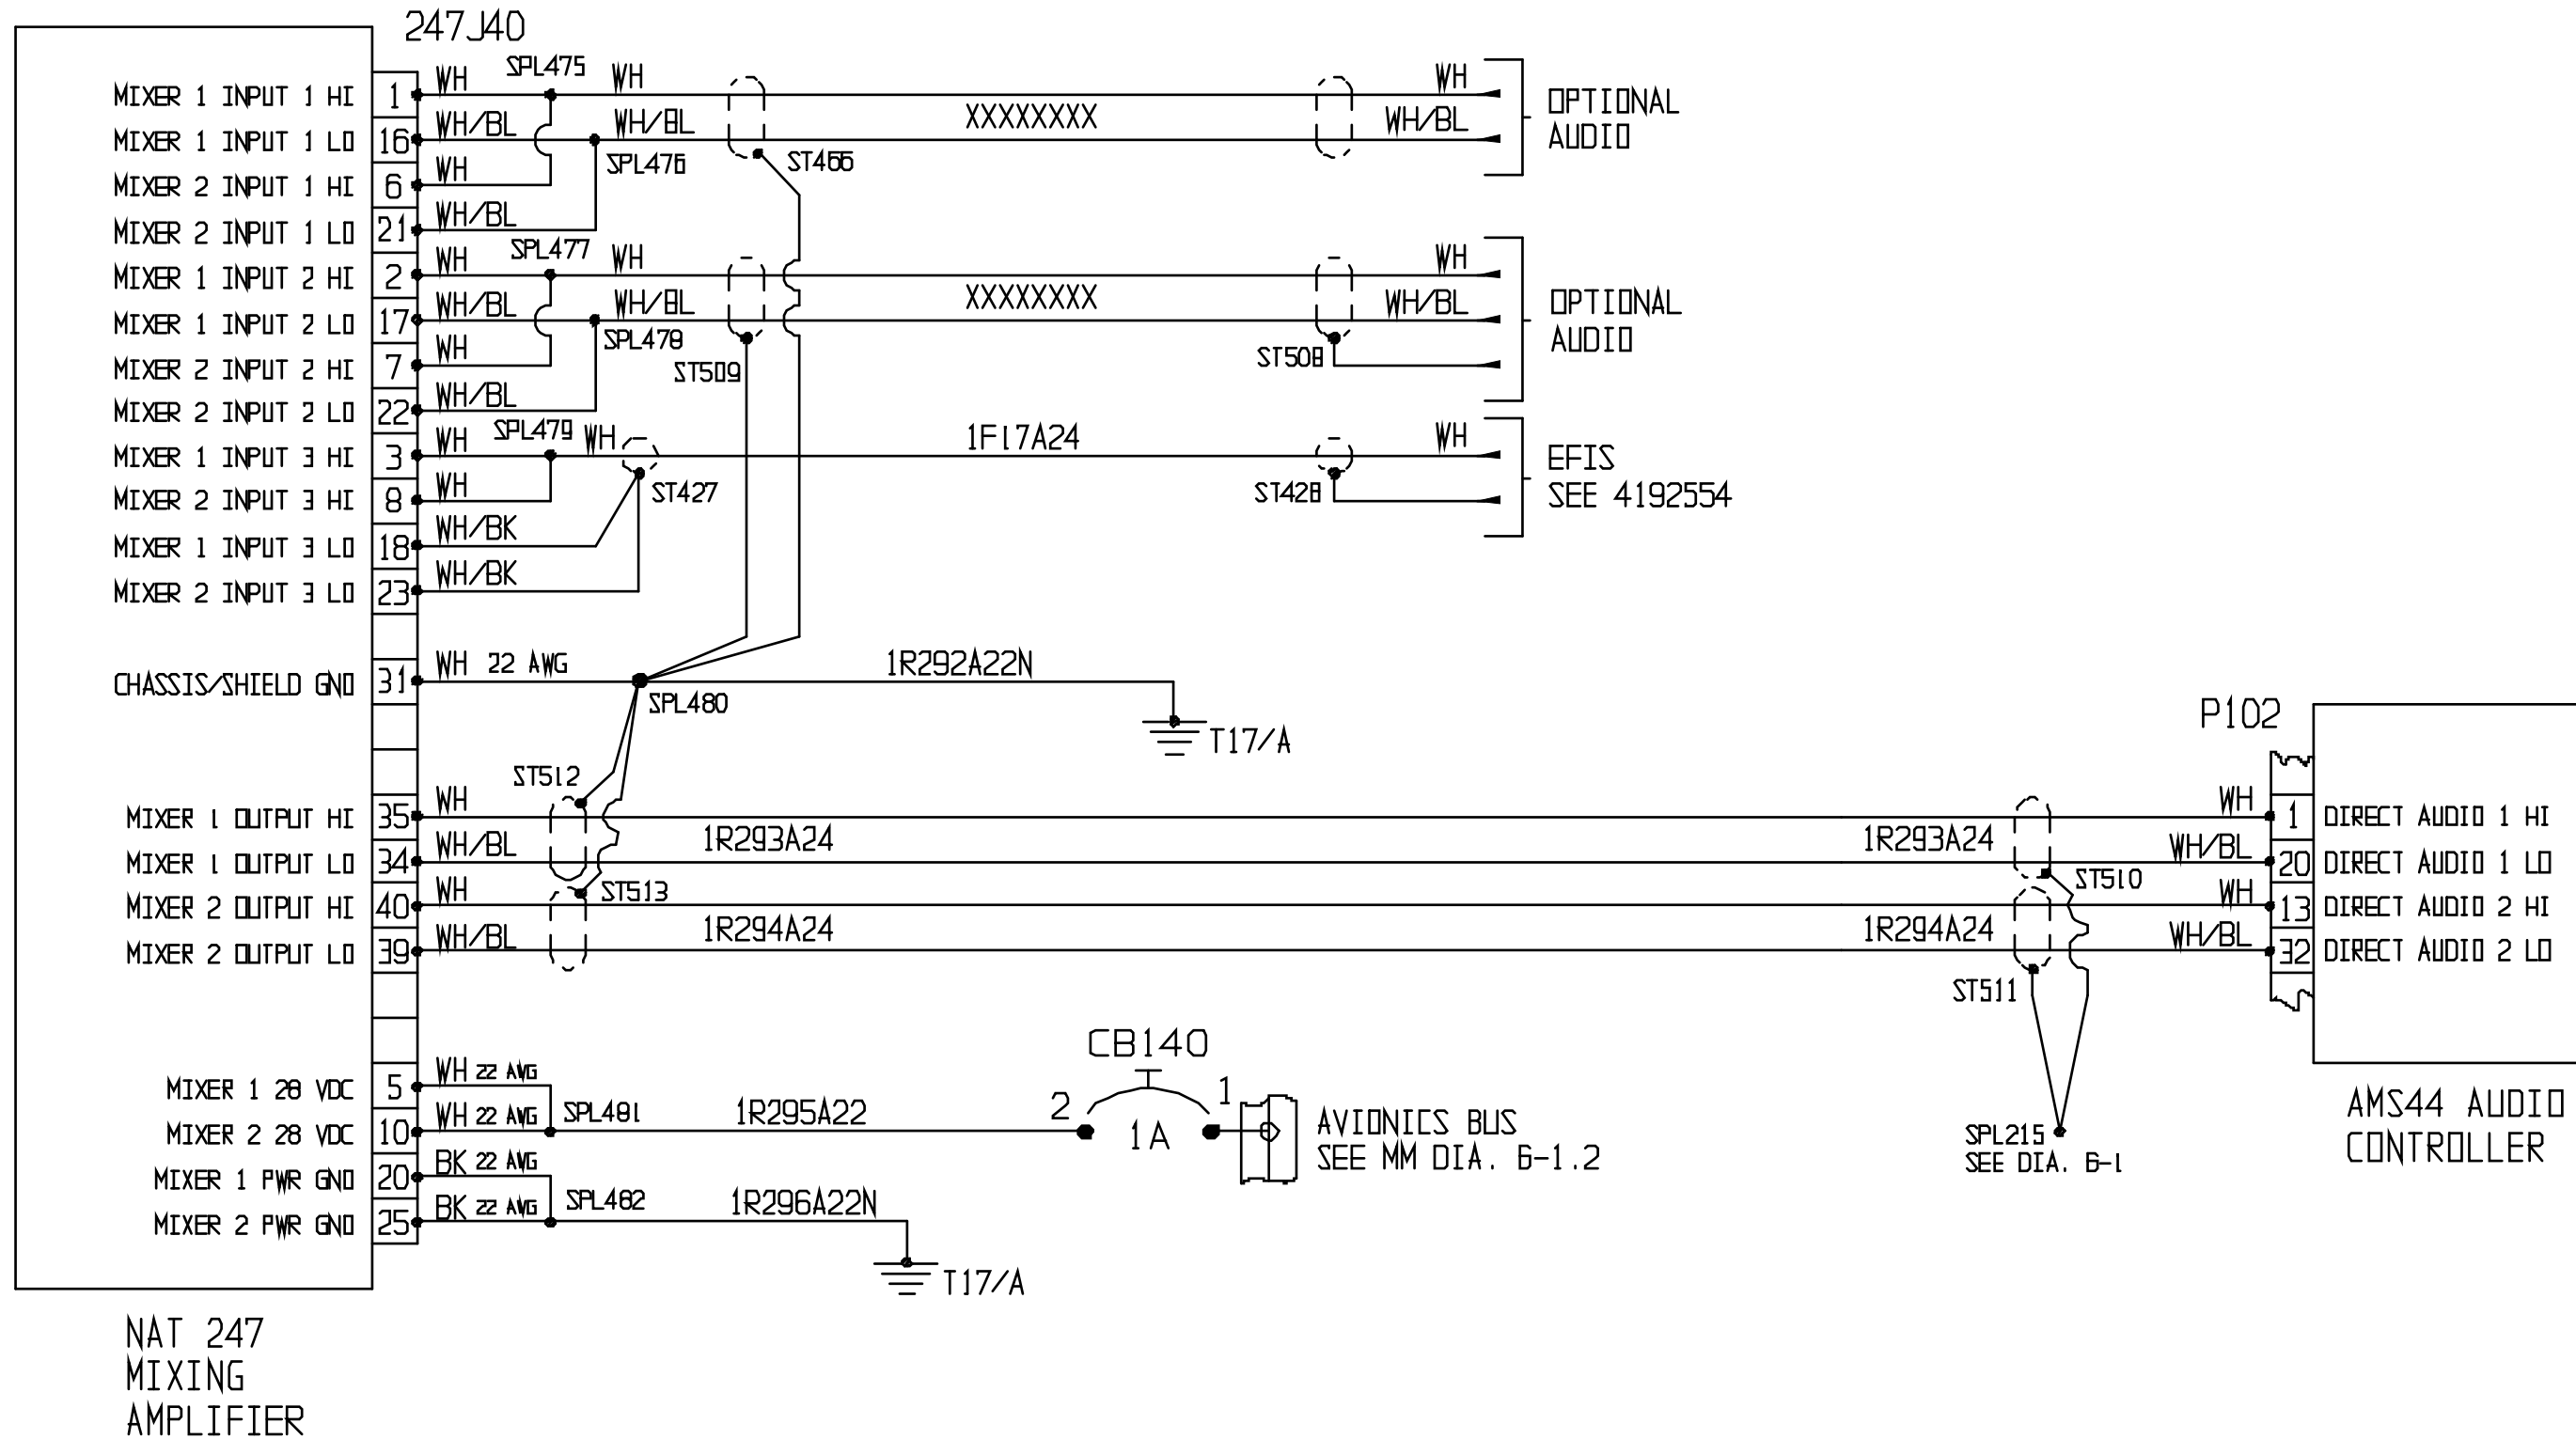 247J40
MIXER 1 INPUT 1 HI 1 WH SPL475 WH WH
MIXER 1 INPUT 1 LO 16 WH/BL WH/BL XXXXXXXX WH/BL
OPTIONAL
AUDIO
SPL476 ST466
MIXER 2 INPUT 1 HI 6 WH
MIXER 2 INPUT 1 LO 21 WH/BL
MIXER 1 INPUT 2 HI 2 WH SPL477 WH WH
MIXER 1 INPUT 2 LO 17 WH/BL WH/BL XXXXXXXX WH/BL
OPTIONAL
AUDIO
SPL478 ST509 ST508
MIXER 2 INPUT 2 HI 7 WH
MIXER 2 INPUT 2 LO 22 WH/BL
MIXER 1 INPUT 3 HI 3 WH SPL479 WH 1F17A24 WH
EFIS
SEE 4192554
MIXER 2 INPUT 3 HI 8 WH ST427 ST428
MIXER 1 INPUT 3 LO 18 WH/BK
MIXER 2 INPUT 3 LO 23 WH/BK
CHASSIS/SHIELD GND 31 WH 22 AWG 1R292A22N
SPL480
T17/A
P102
ST512
MIXER 1 OUTPUT HI 35 WH WH 1 DIRECT AUDIO 1 HI
1R293A24 1R293A24
MIXER 1 OUTPUT LO 34 WH/BL WH/BL 20 DIRECT AUDIO 1 LO
ST513 ST510
MIXER 2 OUTPUT HI 40 WH WH 13 DIRECT AUDIO 2 HI
1R294A24 1R294A24
MIXER 2 OUTPUT LO 39 WH/BL WH/BL 32 DIRECT AUDIO 2 LO
ST511
CB140
MIXER 1 28 VDC 5 WH 22 AWG
2 1
MIXER 2 28 VDC 10 WH 22 AWG SPL481 1R295A22 1A
AVIONICS BUS
SEE MM DIA. 6-1.2
SPL215
SEE DIA. 6-1
AMS44 AUDIO
CONTROLLER
MIXER 1 PWR GND 20 BK 22 AWG
MIXER 2 PWR GND 25 BK 22 AWG SPL482 1R296A22N
T17/A
NAT 247
MIXING
AMPLIFIER